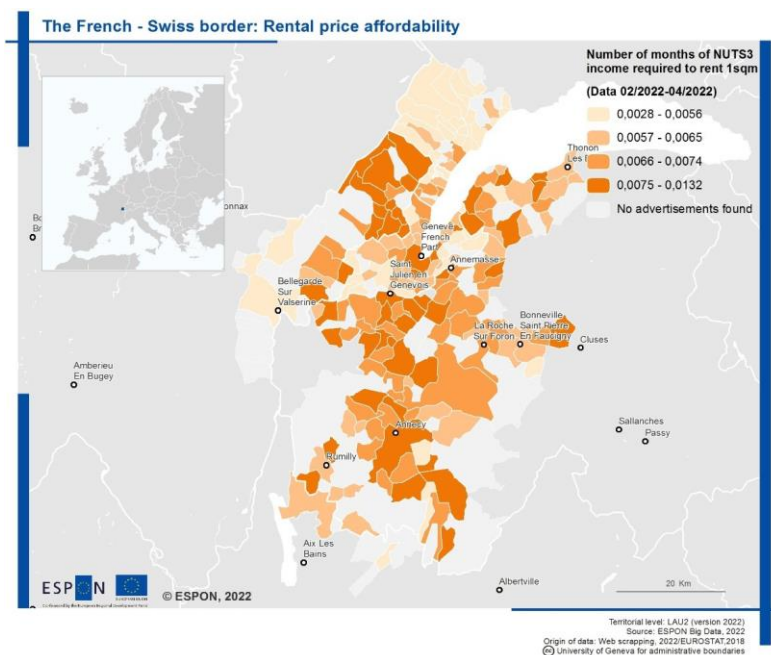 The French - Swiss border: Rental price affordability
Number of months of NUTS3
income required to rent 1sqm
(Data 02/2022-04/2022)
0,0028 - 0,0056
0,0057 - 0,0065
0,0066 - 0,0074
0,0075 - 0,0132
No advertisements found
Thonon
Les
onnax
Genevè
French
Part
Annemasse
Saint
Julien en
Genevois
Bellegarde
Sur
Valserine
La Roche
Sur Foron
Bonneville
Saint Pierre
En Faucigny
Cluses
Amberieu
En Bugey
Sallanches
Passy
Annecy
Rumilly
Aix Les
Bains
Albertville
20 Km
ESPON
© ESPON, 2022
Territorial level: LAU2 (version 2022)
Source: ESPON Big Data, 2022
Origin of data: Web scrapping, 2022/EUROSTAT,2018
(cc) University of Geneva for administrative boundaries